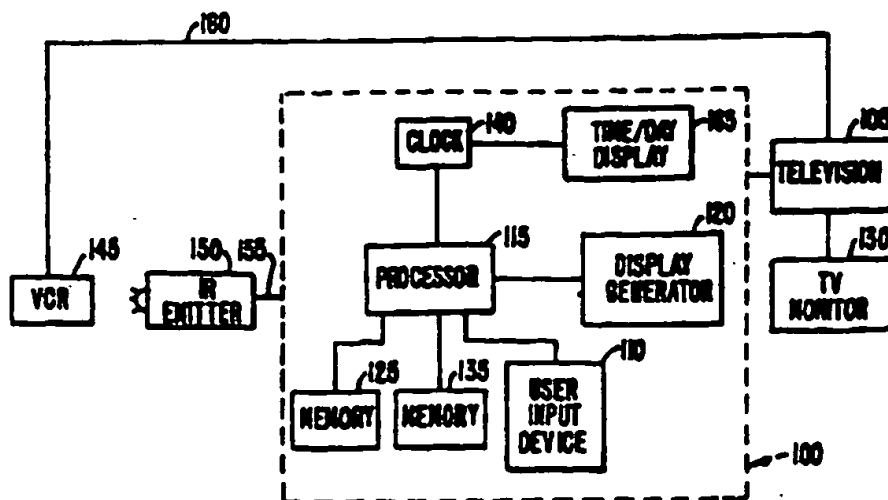 160
CLOCK
140
TIME/DAY
DISPLAY
165
105
TELEVISION
145
VCR
150
155
IR
EMITTER
115
PROCESSOR
120
DISPLAY
GENERATOR
130
TV
MONITOR
125
MEMORY
135
MEMORY
110
USER
INPUT
DEVICE
100